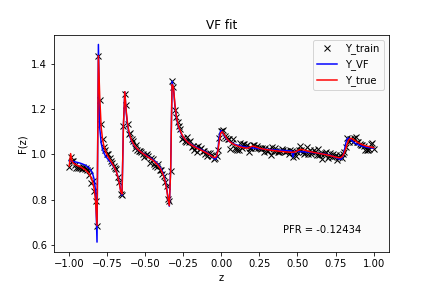 VF fit
Y_train
Y_VF
Y_true
1.4
1.2
1.0
0.8
0.6
F(z)
PFR = -0.12434
−1.00 −0.75 −0.50 −0.25 0.00 0.25 0.50 0.75 1.00
z